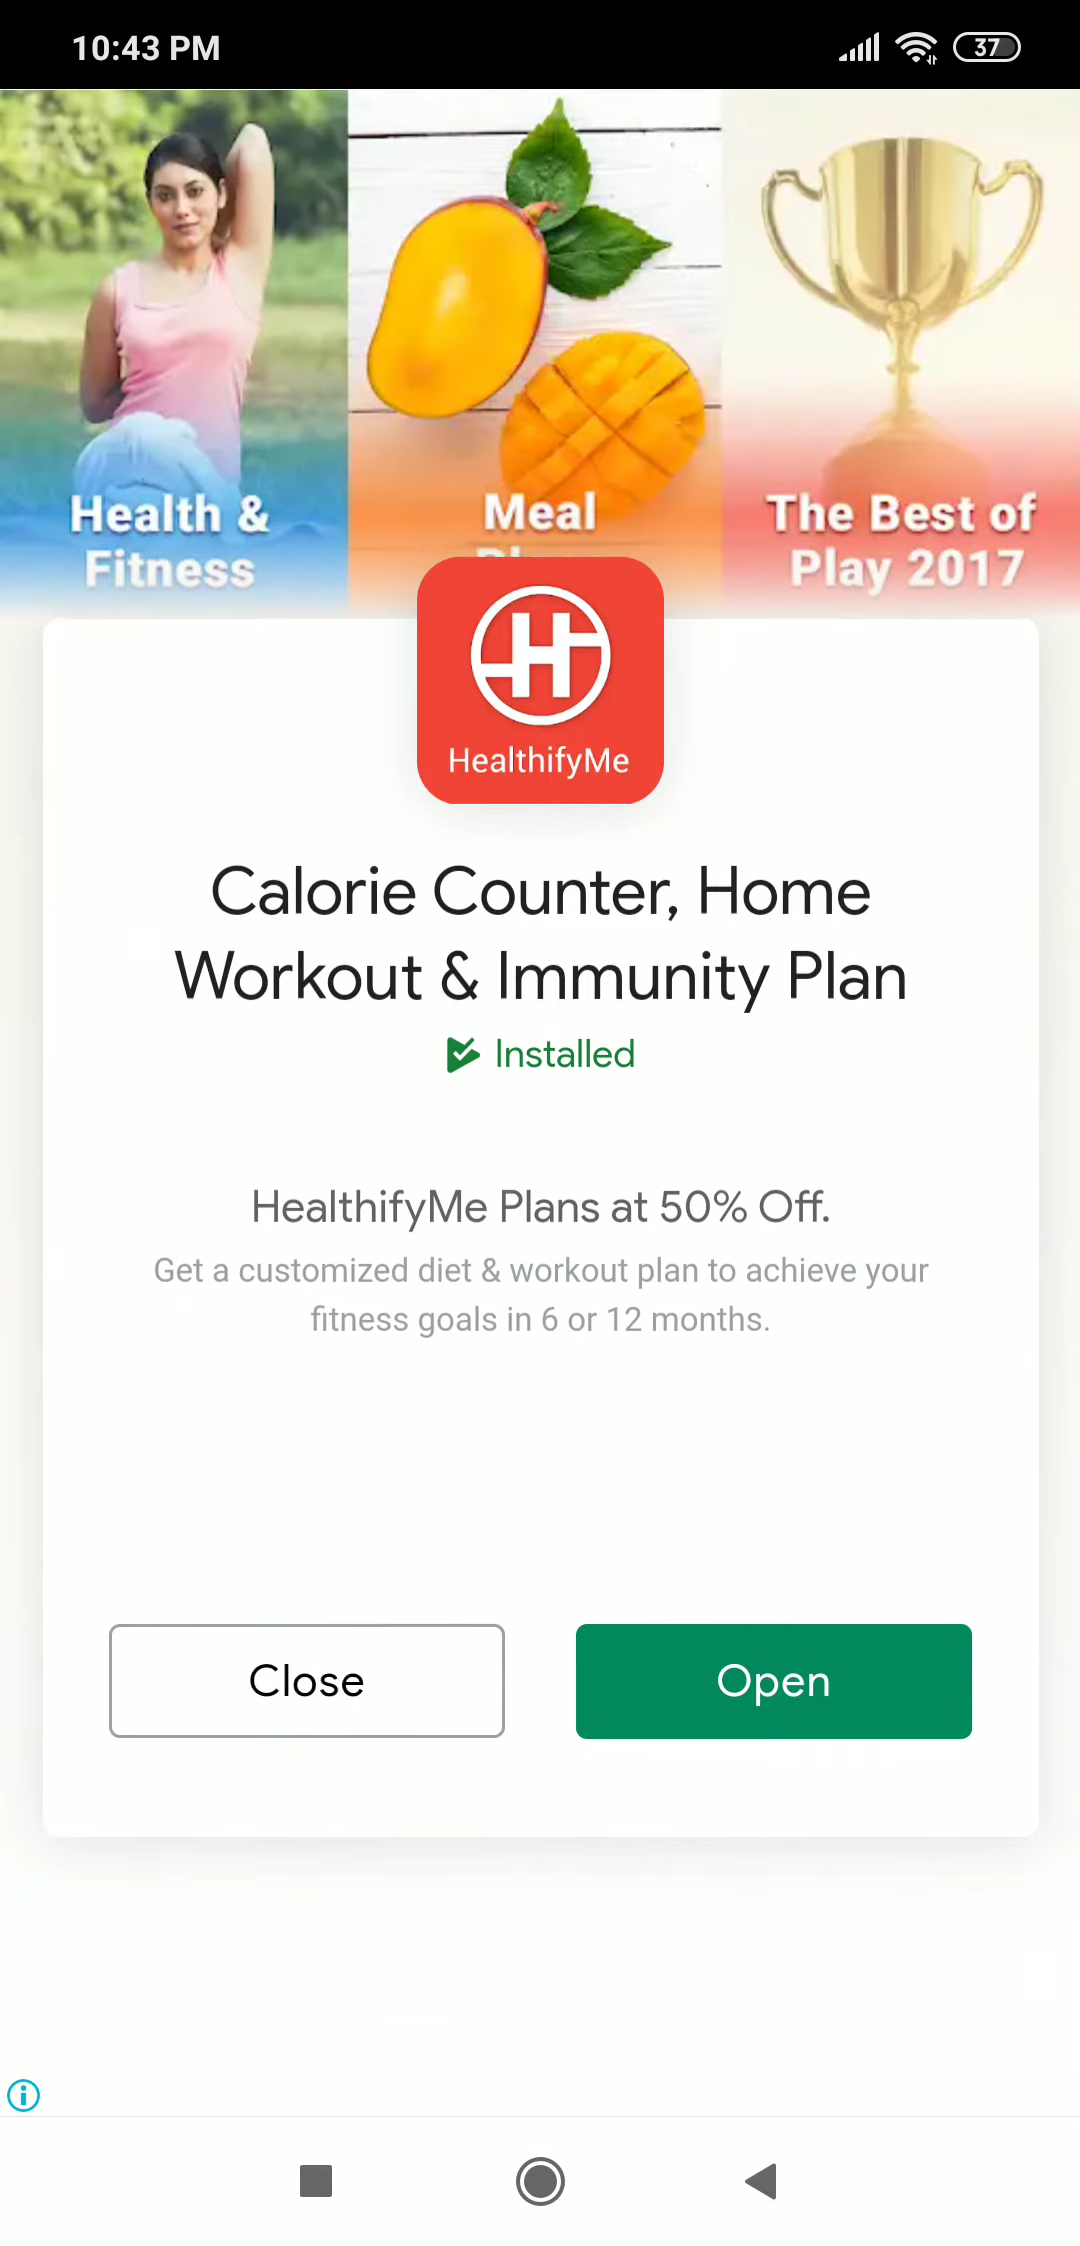 10:43 PM
37
Health &
Fitness
Meal
The Best of
Play 2017
HealthifyMe
Calorie Counter, Home
Workout & Immunity Plan
Installed
HealthifyMe Plans at 50% Off.
Get a customized diet & workout plan to achieve your
fitness goals in 6 or 12 months.
Close
Open